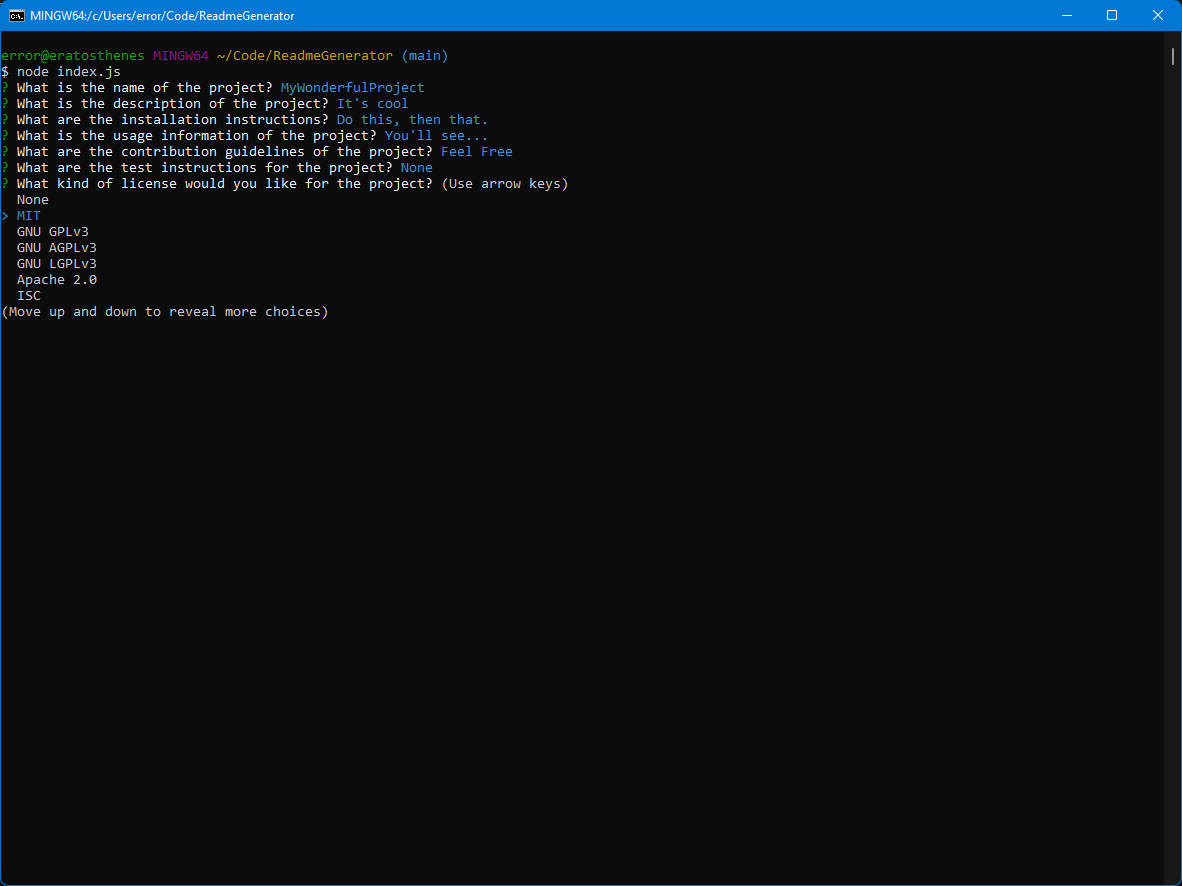 MINGW64:/c/Users/error/Code/ReadmeGenerator
error@eratosthenes MINGW64 ~/Code/ReadmeGenerator (main)
$ node index.js
? What is the name of the project? MyWonderfulProject
? What is the description of the project? It's cool
? What are the installation instructions? Do this, then that.
? What is the usage information of the project? You'll see...
? What are the contribution guidelines of the project? Feel Free
? What are the test instructions for the project? None
? What kind of license would you like for the project? (Use arrow keys)
None
> MIT
GNU GPLv3
GNU AGPLv3
GNU LGPLv3
Apache 2.0
ISC
(Move up and down to reveal more choices)